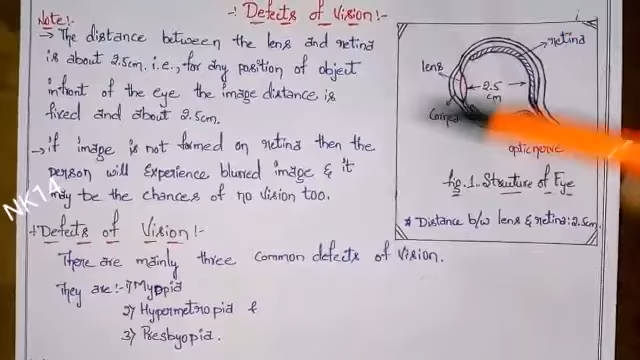 -: Defects of Vision :-
Note:-
→ The distance between the lens and retina
is about 2.5cm. i.e., for any position of object
infront of the eye the image distance is
fixed and about 2.5cm.
→ if image is not formed on retina then the
person will Experience blurred image & it
may be the chances of no vision too.
NK14
-: Defects of Vision :-
There are mainly three common defects of Vision.
They are :- 1) Myopia
2) Hypermetropia &
3) Presbyopia.
retina
lens
2.5
cm
Cornea
optic nerve
fig. 1.. Structure of Eye
* Distance b/w lens & retina: 2.5cm.